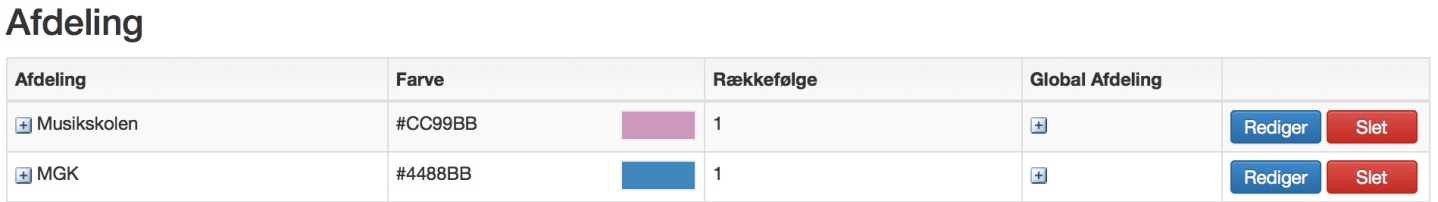 Afdeling
Afdeling Farve Rækkefølge Global Afdeling
Musikskolen #CC99BB 1 Rediger Slet
MGK #4488BB 1 Rediger Slet